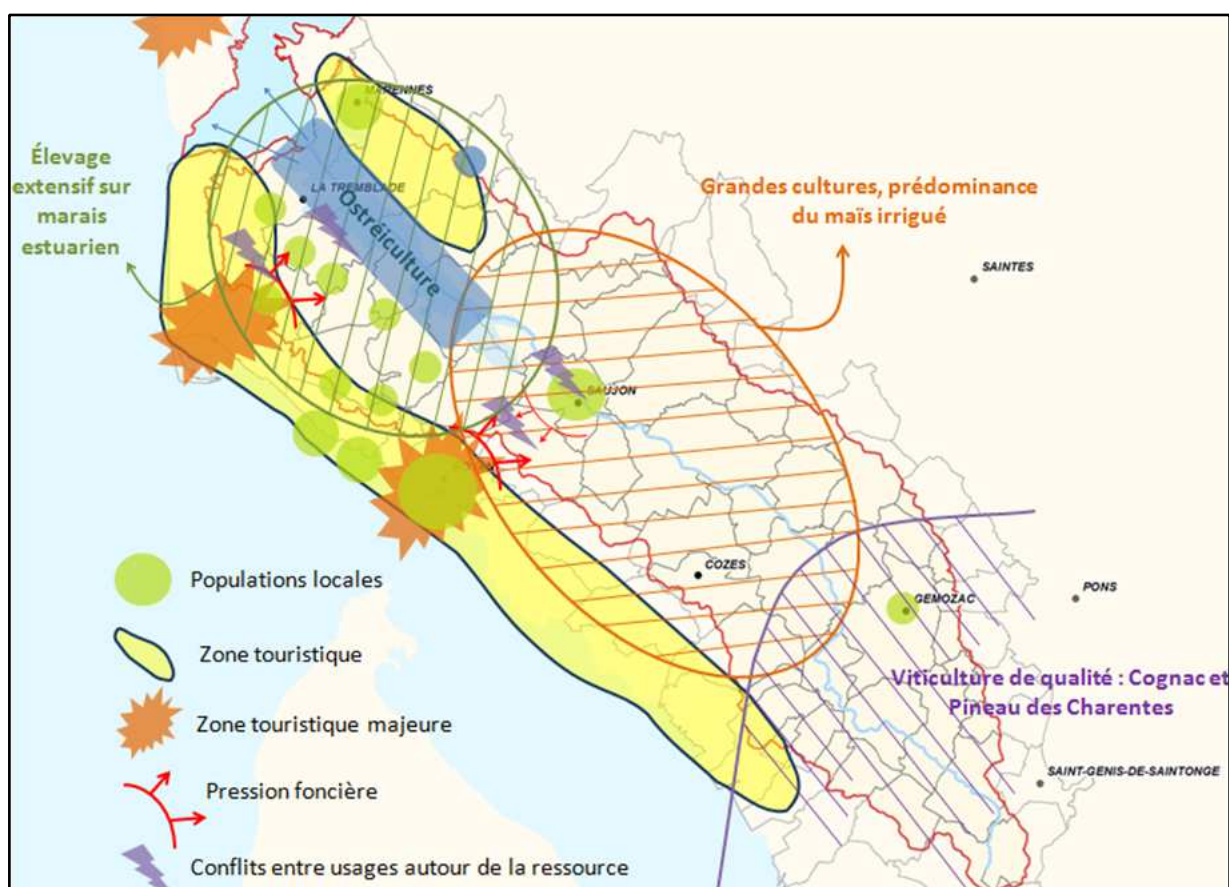 MARENNES
Élevage
extensif sur
marais
estuarien
LA TREMBLADE
Ostréiculture
Grandes cultures, prédominance
du maïs irrigué
SAINTES
SAUJON
COZES
GEMOZAC
PONS
Viticulture de qualité : Cognac et
Pineau des Charentes
SAINT-GENIS-DE-SAINTONGE
Populations locales
Zone touristique
Zone touristique majeure
Pression foncière
Conflits entre usages autour de la ressource